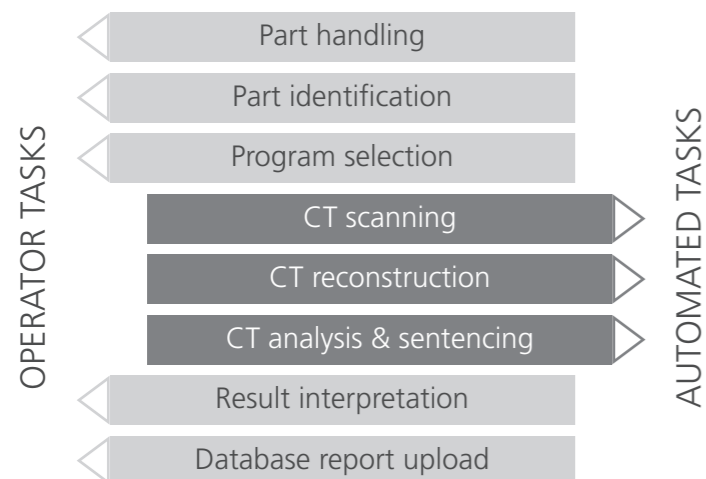 Part handling
Part identification
Program selection
CT scanning
CT reconstruction
CT analysis & sentencing
Result interpretation
Database report upload
OPERATOR TASKS
AUTOMATED TASKS